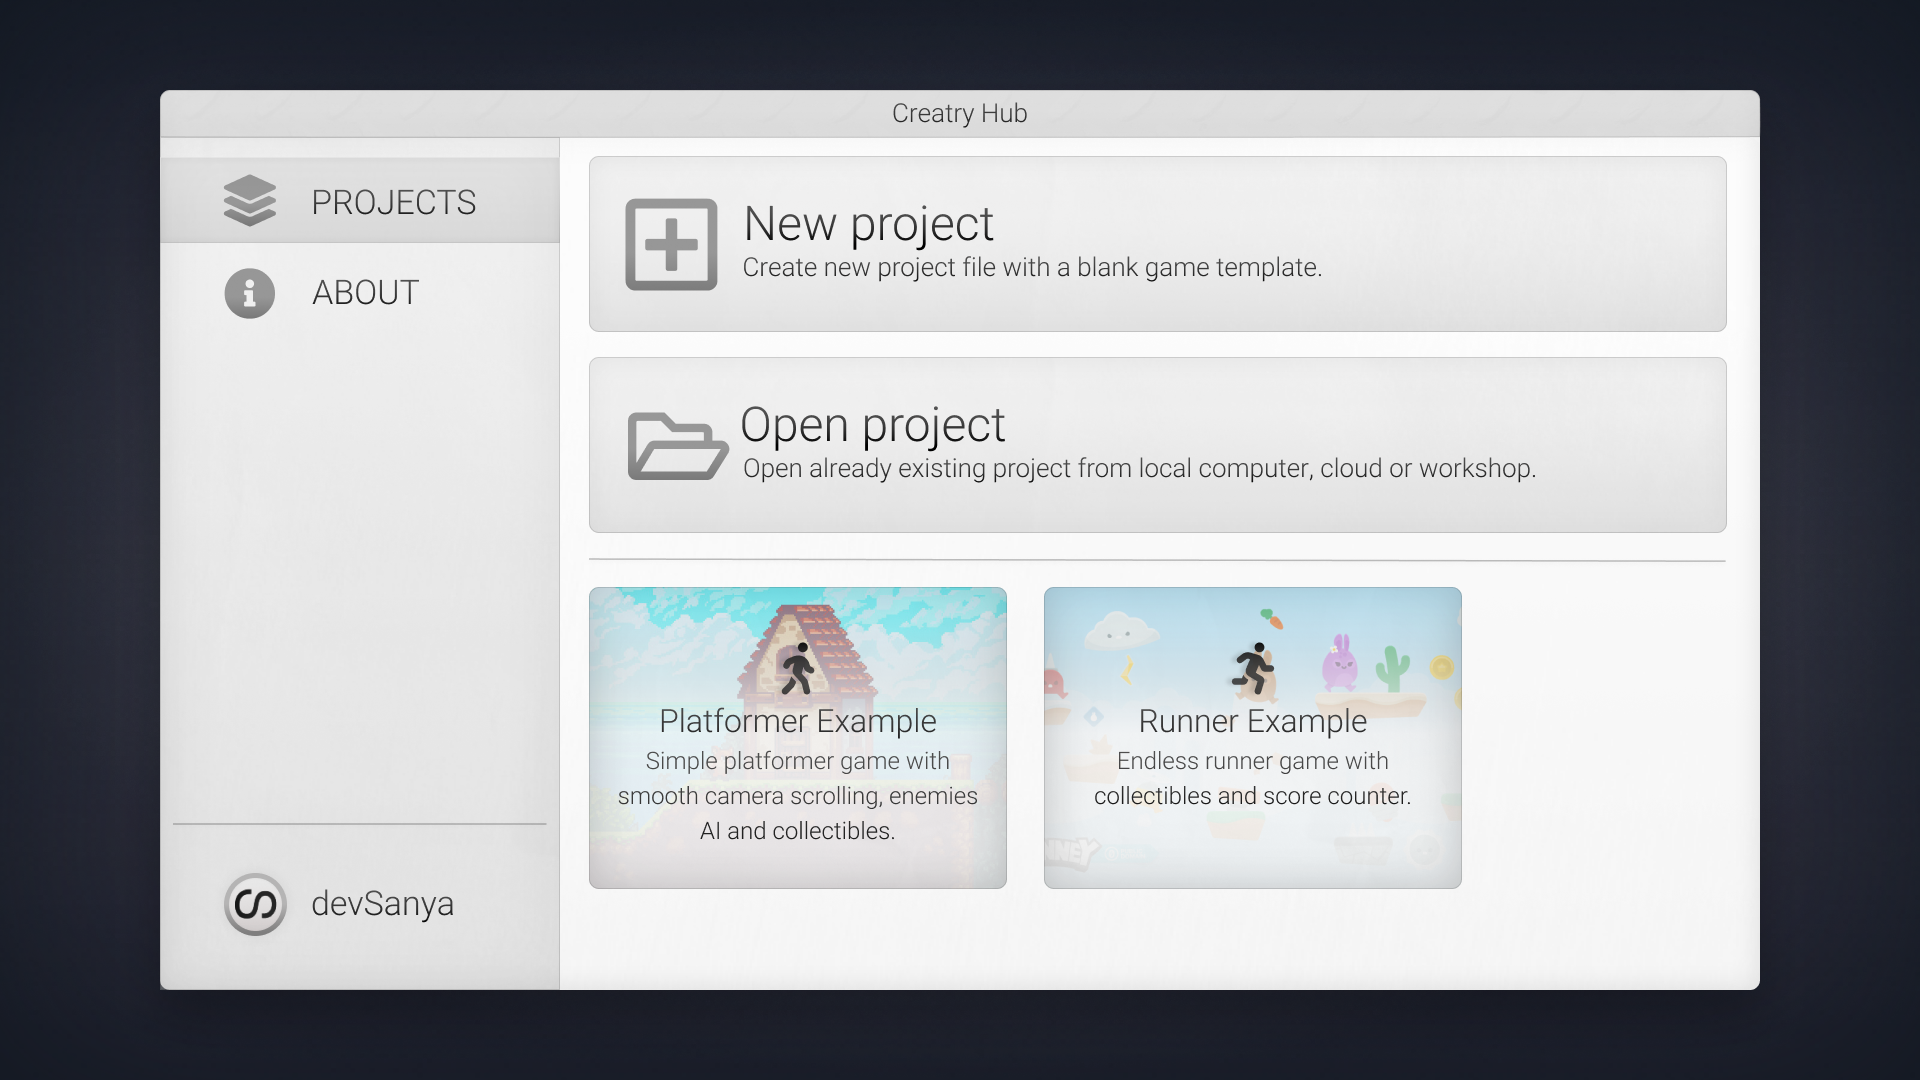 Creatry Hub
PROJECTS
ABOUT
New project
Create new project file with a blank game template.
Open project
Open already existing project from local computer, cloud or workshop.
Platformer Example
Simple platformer game with
smooth camera scrolling, enemies
AI and collectibles.
Runner Example
Endless runner game with
collectibles and score counter.
devSanya